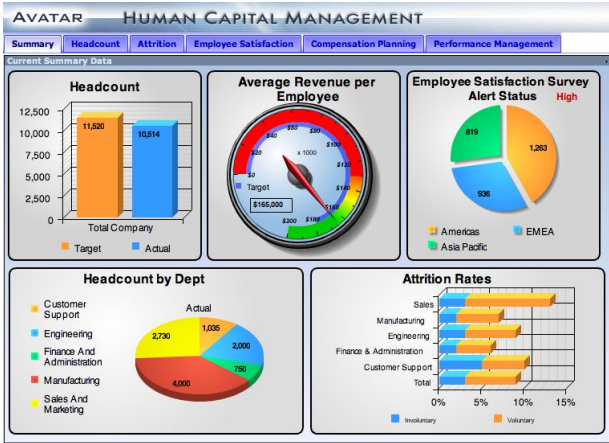 AVATAR HUMAN CAPITAL MANAGEMENT
Summary Headcount Attrition Employee Satisfaction Compensation Planning Performance Management
Current Summary Data
Headcount
12,500
10,000
7,500
5,000
2,500
0
11,520
10,514
Total Company
Target Actual
Average Revenue per
Employee
$0
$20
$40
$60
$80
$100
$120
$140
$160
$180
$200
x 1000
Target
$165,000
Employee Satisfaction Survey
Alert Status High
819
1,263
936
Americas EMEA
Asia Pacific
Headcount by Dept
Customer
Support
Engineering
Finance And
Administration
Manufacturing
Sales And
Marketing
Actual
1,035
2,000
750
4,000
2,730
Attrition Rates
Sales
Manufacturing
Engineering
Finance & Administration
Customer Support
Total
0% 5% 10% 15%
Involuntary Voluntary